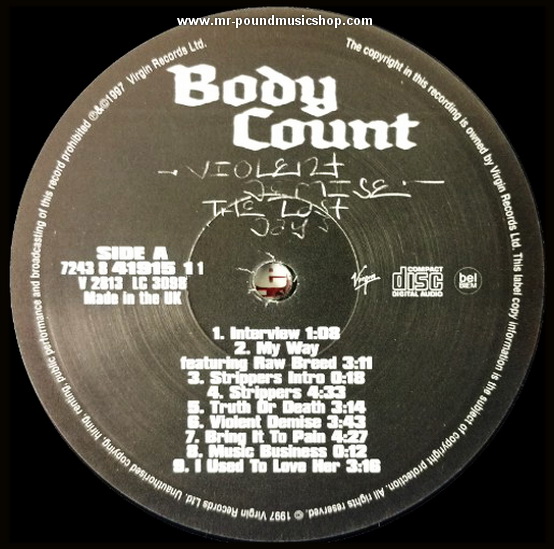 www.mr-poundmusicshop.com
Body
Count
- VIOLENT
DEMISE. -
THE LAST
Days
SIDE A
7243 8 41915 1 1
V 2813 LC 3098
Made in the UK
Virgin
COMPACT
disc
DIGITAL AUDIO
bel
BIEM
1. Interview 1:08
2. My Way
featuring Raw Breed 3:11
3. Strippers Intro 0:18
4. Strippers 4:33
5. Truth Or Death 3:14
6. Violent Demise 3:43
7. Bring It To Pain 4:27
8. Music Business 0:12
9. I Used To Love Her 3:16
The copyright in this recording is owned by Virgin Records Ltd. This label copy information is the subject of copyright protection. All rights reserved. © 1997 Virgin Records Ltd. Unauthorised copying, hiring, renting, public performance and broadcasting of this record prohibited ℗&©1997 Virgin Records Ltd.